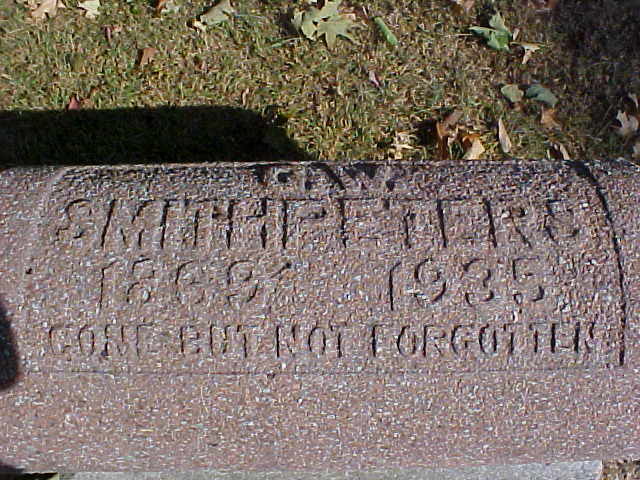 SMITHPETERS
1869 1935
GONE BUT NOT FORGOTTEN